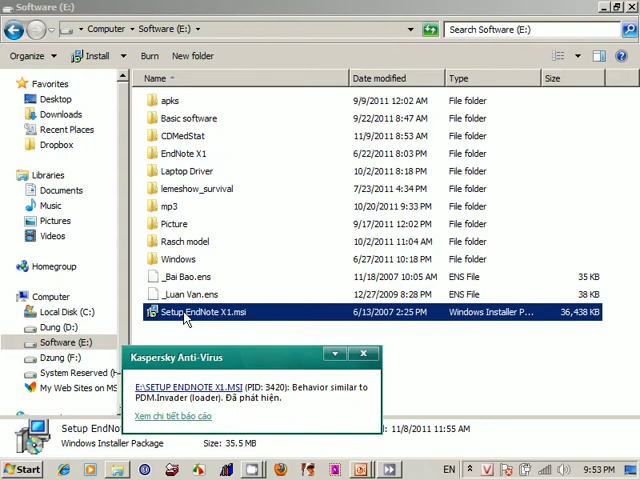 Software (E:)
Computer
Software (E:)
Search Software (E:)
Organize
Install
Burn
New folder
Name
Date modified
Type
Size
Favorites
Desktop
Downloads
Recent Places
Dropbox
Libraries
Documents
Music
Pictures
Videos
Homegroup
Computer
Local Disk (C:)
Dung (D:)
Software (E:)
Dzung (F:)
System Reserved (
My Web Sites on MS
apks 9/9/2011 12:02 AM File folder
Basic software 9/22/2011 8:47 AM File folder
CDMedStat 11/9/2011 8:53 AM File folder
EndNote X1 6/22/2011 8:03 PM File folder
Laptop Driver 10/2/2011 8:18 PM File folder
lemeshow_survival 7/23/2011 4:34 PM File folder
mp3 10/20/2011 9:33 PM File folder
Picture 9/17/2011 12:02 AM File folder
Rasch model 10/2/2011 11:04 AM File folder
Windows 10/27/2011 9:18 PM File folder
_Bai Bao.ens 11/18/2007 10:05 AM ENS File 35 KB
_Luan Van.ens 12/27/2009 8:28 PM ENS File 38 KB
Setup EndNote X1.msi 6/13/2007 2:25 PM Windows Installer P... 36,438 KB
Kaspersky Anti-Virus
E:\SETUP ENDNOTE X1.MSI (PID: 3420): Behavior similar to
PDM.Invader (loader). Đã phát hiện.
Xem chi tiết báo cáo
Setup EndNo
11/8/2011 11:55 AM
Windows Installer Package
Size: 35.5 MB
Start
EN
9:53 PM